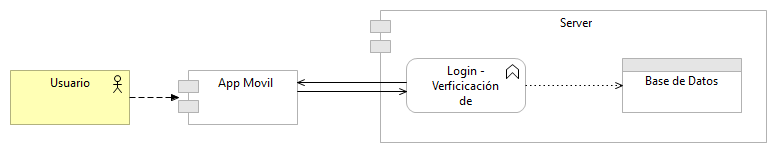 Server
Usuario
App Movil
Login -
Verficicación
de
Base de Datos